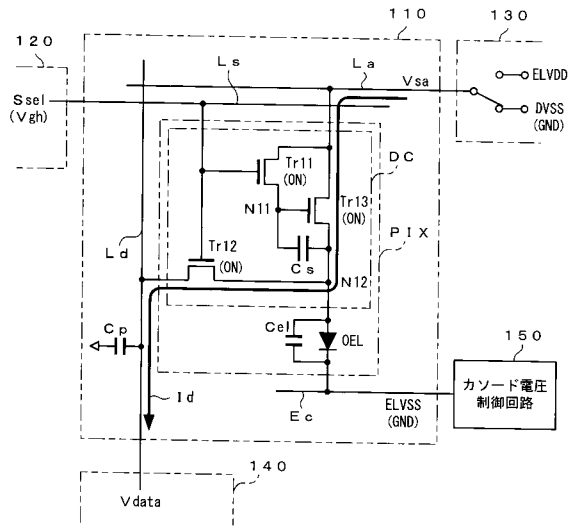 110
130
120
Ls
La
Vsa
ELVDD
Ssel
(Vgh)
DVSS
(GND)
DC
Tr11
(ON)
Tr13
(ON)
N11
PIX
Ld
Tr12
(ON)
Cs
N12
Cp
Cel
OEL
150
カソード電圧
制御回路
Id
Ec
ELVSS
(GND)
140
Vdata